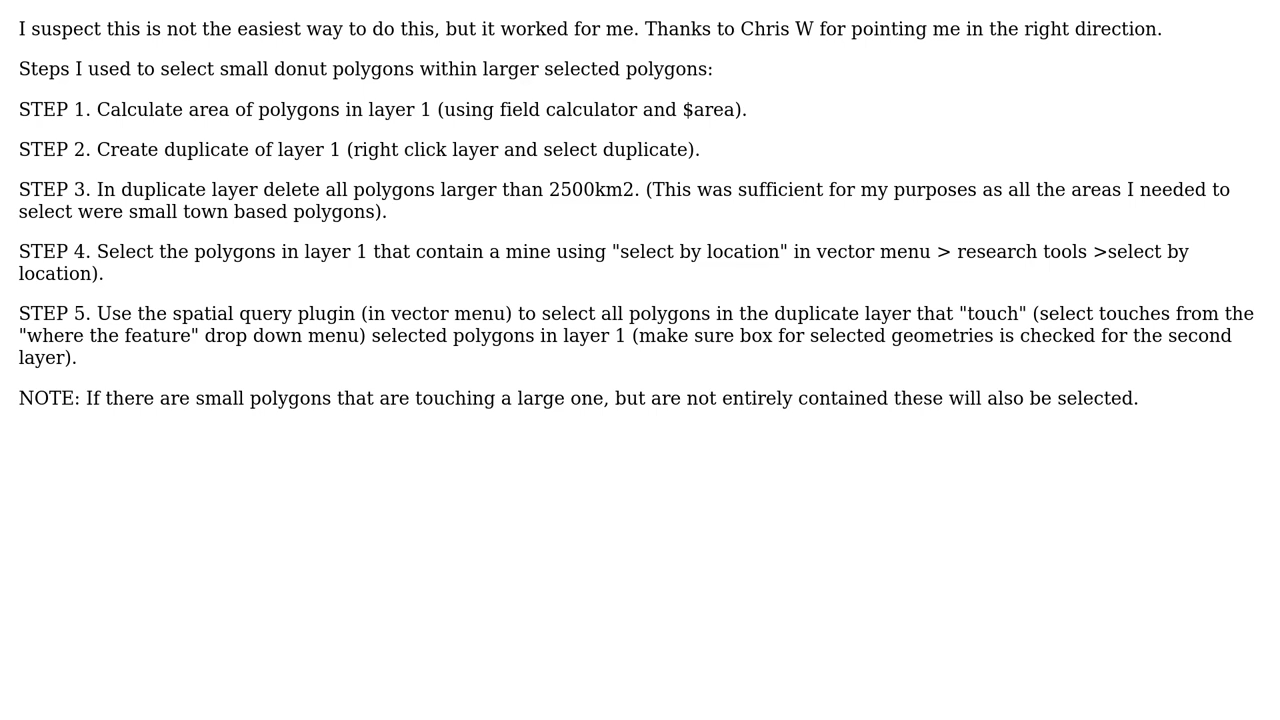 I suspect this is not the easiest way to do this, but it worked for me. Thanks to Chris W for pointing me in the right direction.
Steps I used to select small donut polygons within larger selected polygons:
STEP 1. Calculate area of polygons in layer 1 (using field calculator and $area).
STEP 2. Create duplicate of layer 1 (right click layer and select duplicate).
STEP 3. In duplicate layer delete all polygons larger than 2500km2. (This was sufficient for my purposes as all the areas I needed to
select were small town based polygons).
STEP 4. Select the polygons in layer 1 that contain a mine using "select by location" in vector menu > research tools >select by
location).
STEP 5. Use the spatial query plugin (in vector menu) to select all polygons in the duplicate layer that "touch" (select touches from the
"where the feature" drop down menu) selected polygons in layer 1 (make sure box for selected geometries is checked for the second
layer).
NOTE: If there are small polygons that are touching a large one, but are not entirely contained these will also be selected.